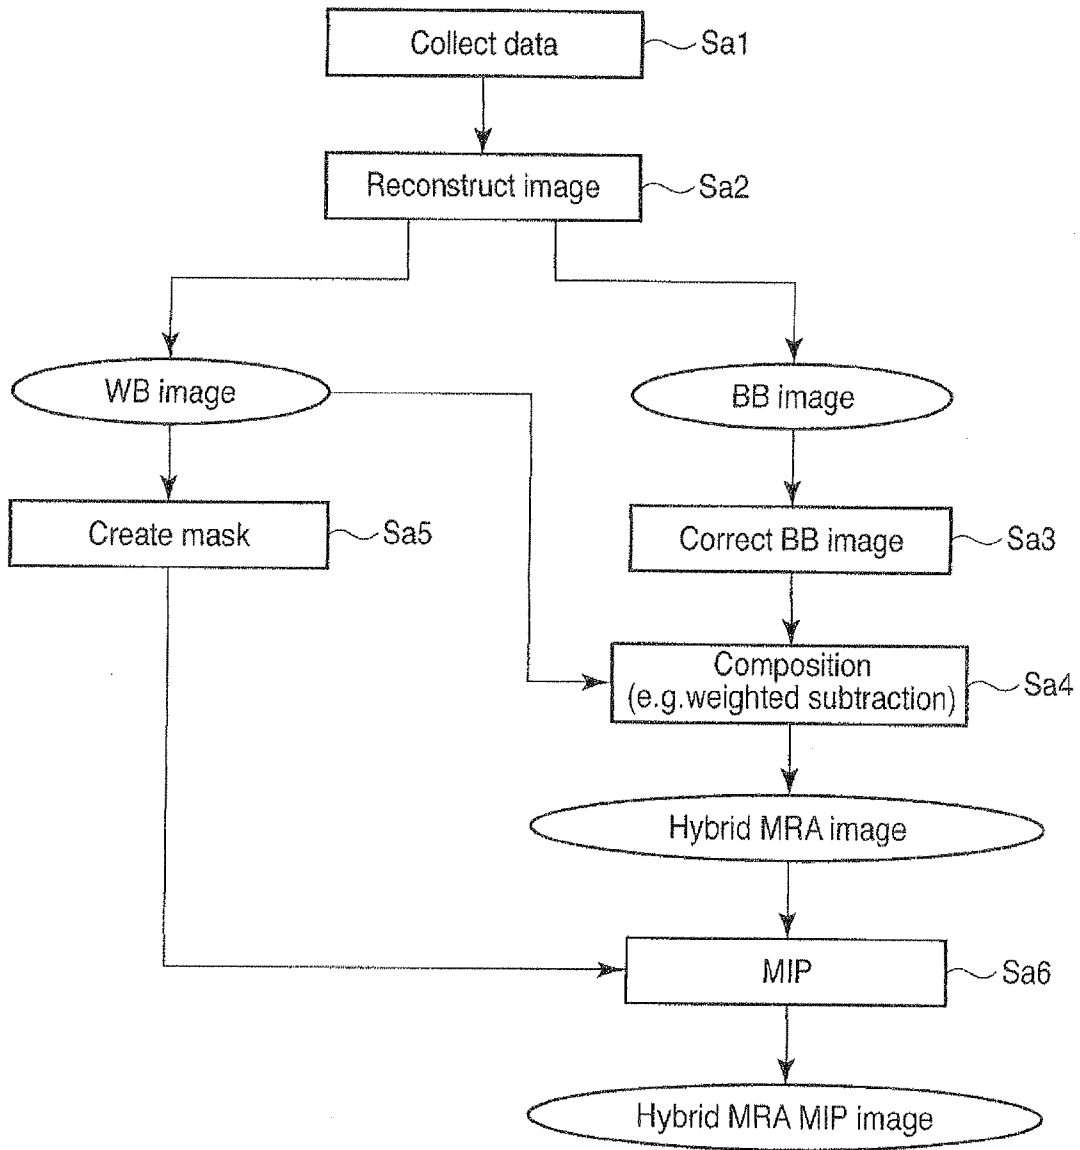 Collect data
Sa1
Reconstruct image
Sa2
WB image
BB image
Create mask
Sa5
Correct BB image
Sa3
Composition
(e.g.weighted subtraction)
Sa4
Hybrid MRA image
MIP
Sa6
Hybrid MRA MIP image